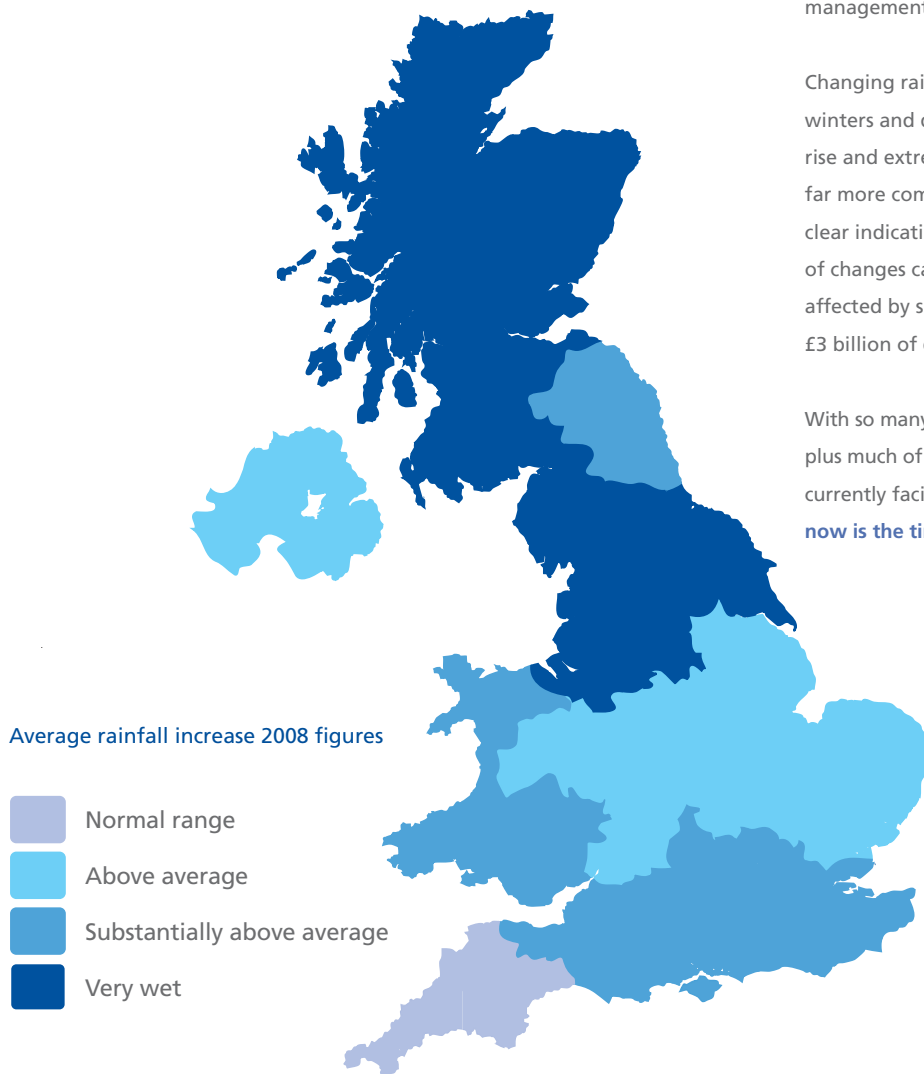 management
Changing rai
winters and
rise and extre
far more com
clear indicati
of changes ca
affected by s
£3 billion of
With so many
plus much of
currently faci
now is the ti
Average rainfall increase 2008 figures
Normal range
Above average
Substantially above average
Very wet